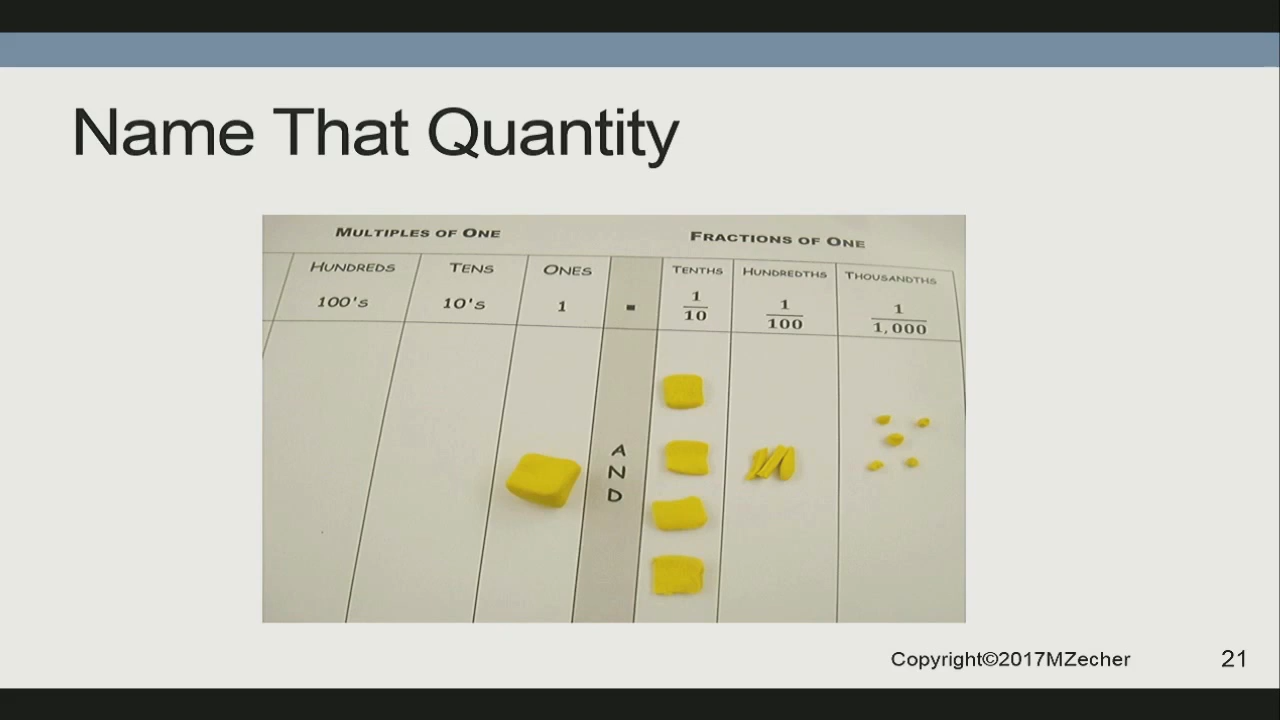 Name That Quantity
MULTIPLES OF ONE
FRACTIONS OF ONE
HUNDREDS TENS ONES TENTHS HUNDREDTHS THOUSANDTHS
100's 10's 1 . 1/10 1/100 1/1,000
A
N
D
Copyright©2017MZecher 21